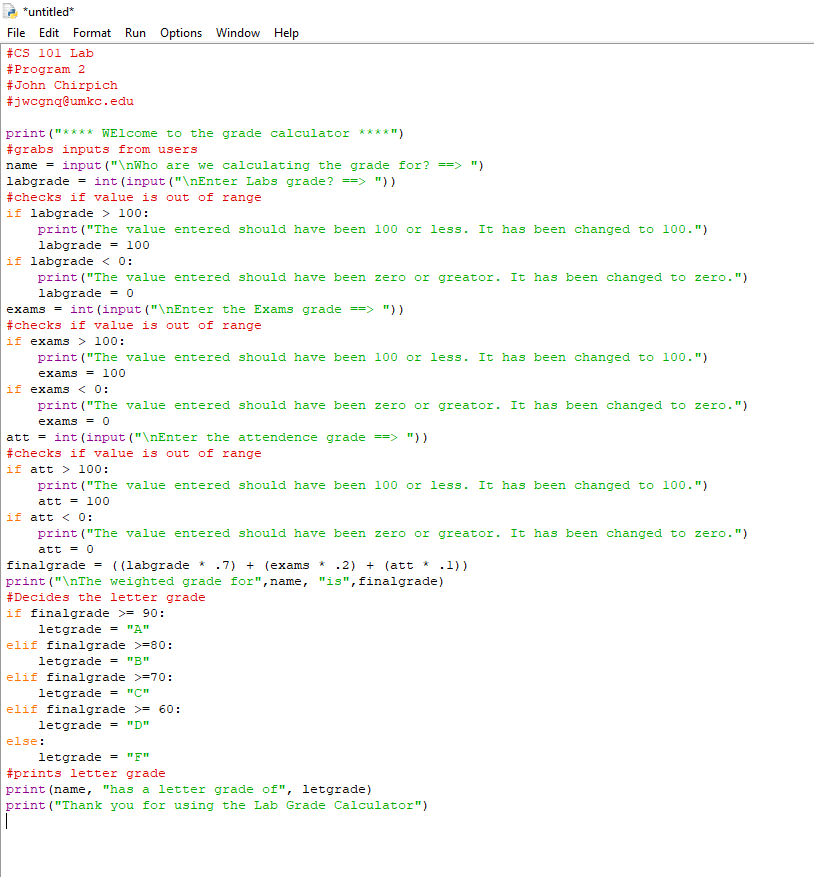 *untitled*
File Edit Format Run Options Window Help
#CS 101 Lab
#Program 2
#John Chirpich
#jwcgnq@umkc.edu

print("**** WElcome to the grade calculator ****")
#grabs inputs from users
name = input("\nWho are we calculating the grade for? ==> ")
labgrade = int(input("\nEnter Labs grade? ==> "))
#checks if value is out of range
if labgrade > 100:
    print("The value entered should have been 100 or less. It has been changed to 100.")
    labgrade = 100
if labgrade < 0:
    print("The value entered should have been zero or greator. It has been changed to zero.")
    labgrade = 0
exams = int(input("\nEnter the Exams grade ==> "))
#checks if value is out of range
if exams > 100:
    print("The value entered should have been 100 or less. It has been changed to 100.")
    exams = 100
if exams < 0:
    print("The value entered should have been zero or greator. It has been changed to zero.")
    exams = 0
att = int(input("\nEnter the attendence grade ==> "))
#checks if value is out of range
if att > 100:
    print("The value entered should have been 100 or less. It has been changed to 100.")
    att = 100
if att < 0:
    print("The value entered should have been zero or greator. It has been changed to zero.")
    att = 0
finalgrade = ((labgrade * .7) + (exams * .2) + (att * .1))
print("\nThe weighted grade for",name, "is",finalgrade)
#Decides the letter grade
if finalgrade >= 90:
    letgrade = "A"
elif finalgrade >=80:
    letgrade = "B"
elif finalgrade >=70:
    letgrade = "C"
elif finalgrade >= 60:
    letgrade = "D"
else:
    letgrade = "F"
#prints letter grade
print(name, "has a letter grade of", letgrade)
print("Thank you for using the Lab Grade Calculator")